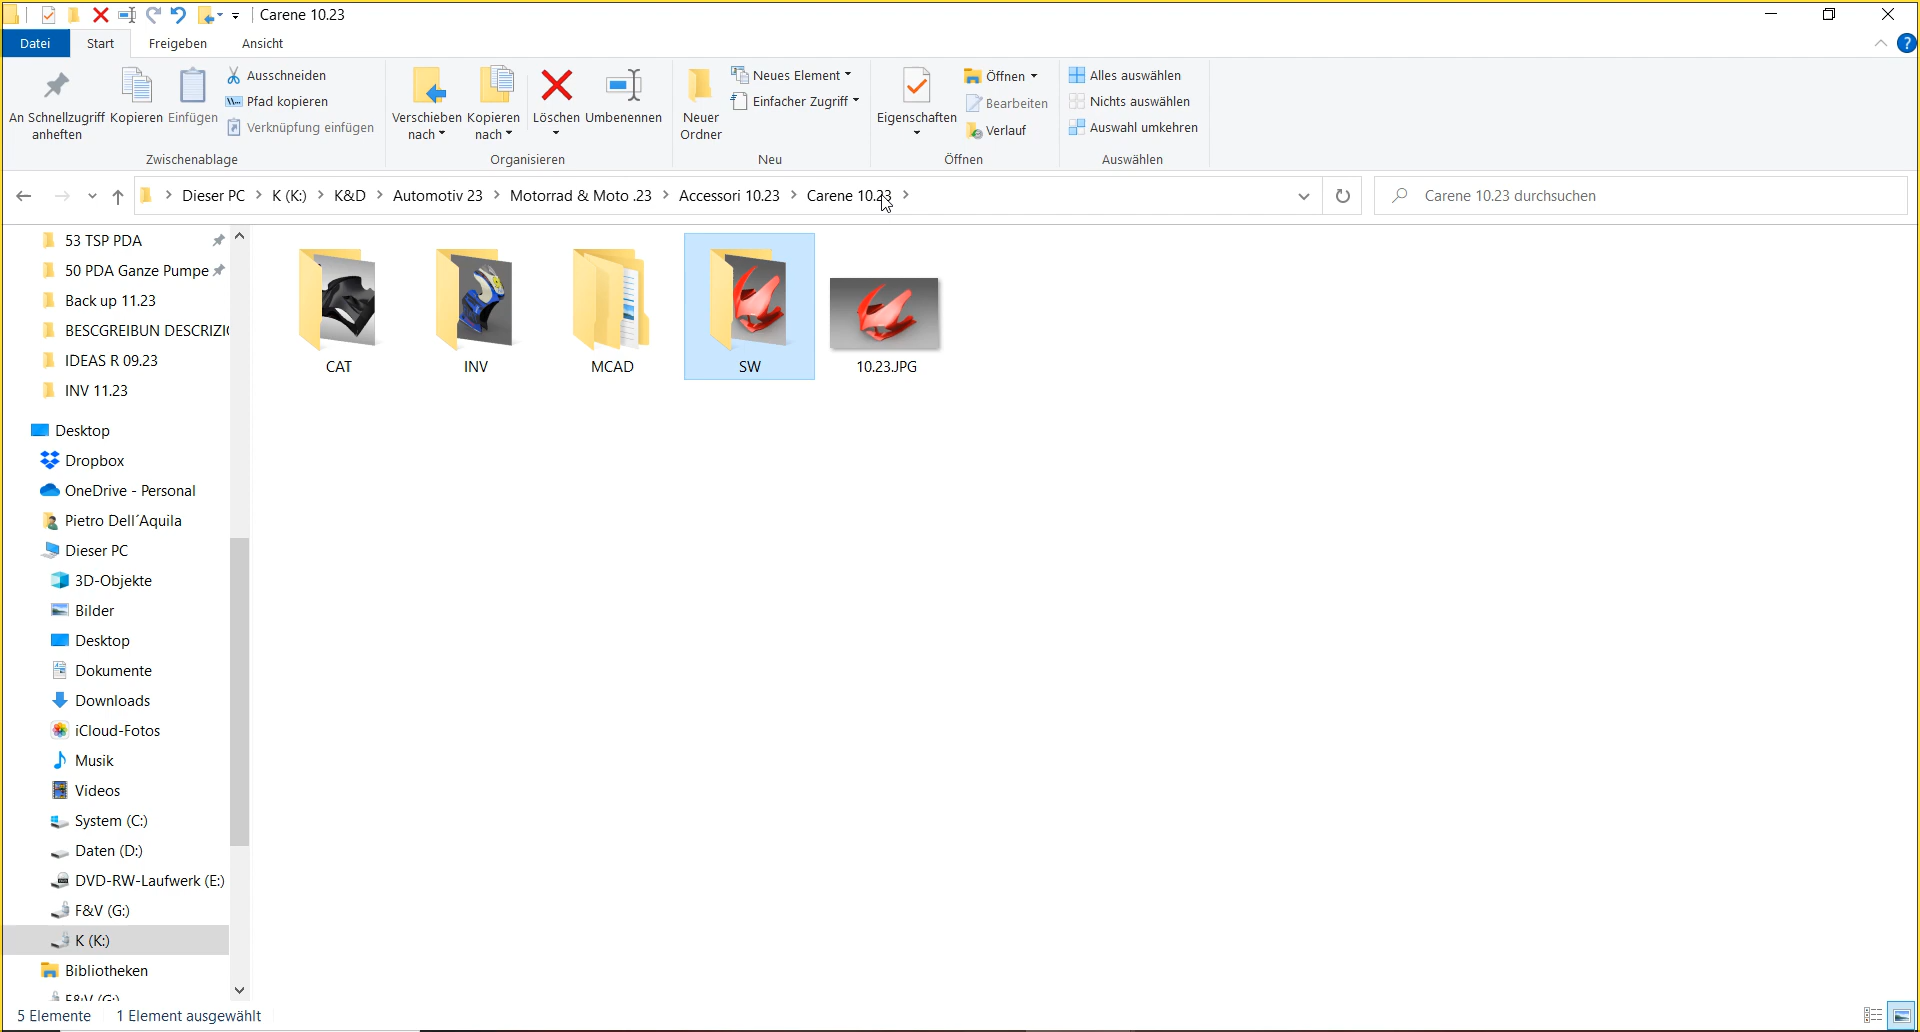 Carene 10.23
Datei Start Freigeben Ansicht
An Schnellzugriff anheften
Kopieren
Einfügen
Ausschneiden
Pfad kopieren
Verknüpfung einfügen
Zwischenablage
Verschieben nach
Kopieren nach
Löschen
Umbenennen
Organisieren
Neuer Ordner
Neues Element
Einfacher Zugriff
Neu
Eigenschaften
Öffnen
Bearbeiten
Verlauf
Öffnen
Alles auswählen
Nichts auswählen
Auswahl umkehren
Auswählen
Dieser PC > K (K:) > K&D > Automotiv 23 > Motorrad & Moto .23 > Accessori 10.23 > Carene 10.23 >
Carene 10.23 durchsuchen
53 TSP PDA
50 PDA Ganze Pumpe
Back up 11.23
BESCGREIBUN DESCRIZI
IDEAS R 09.23
INV 11.23
Desktop
Dropbox
OneDrive - Personal
Pietro Dell´Aquila
Dieser PC
3D-Objekte
Bilder
Desktop
Dokumente
Downloads
iCloud-Fotos
Musik
Videos
System (C:)
Daten (D:)
DVD-RW-Laufwerk (E:)
F&V (G:)
K (K:)
Bibliotheken
F&V (G:)
CAT
INV
MCAD
SW
10.23.JPG
5 Elemente 1 Element ausgewählt